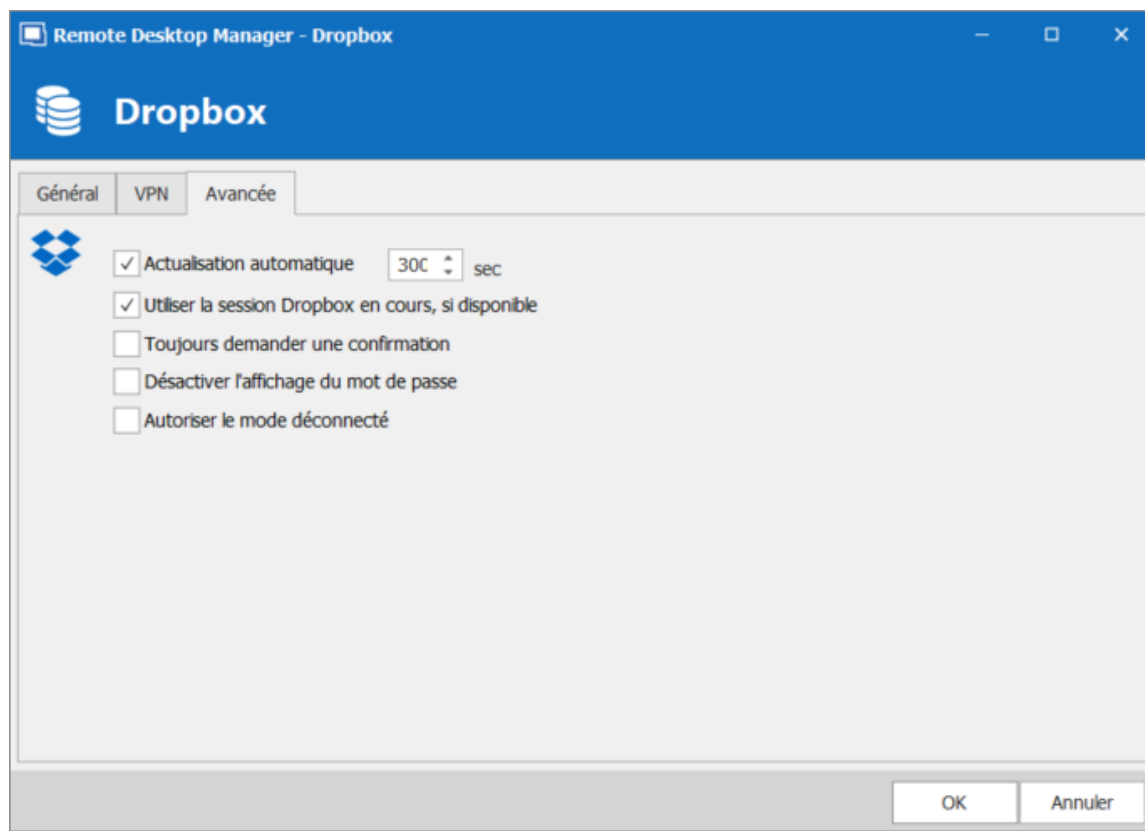 Remote Desktop Manager - Dropbox
Dropbox
Général VPN Avancée
Actualisation automatique 300 sec
Utiliser la session Dropbox en cours, si disponible
Toujours demander une confirmation
Désactiver l'affichage du mot de passe
Autoriser le mode déconnecté
OK Annuler